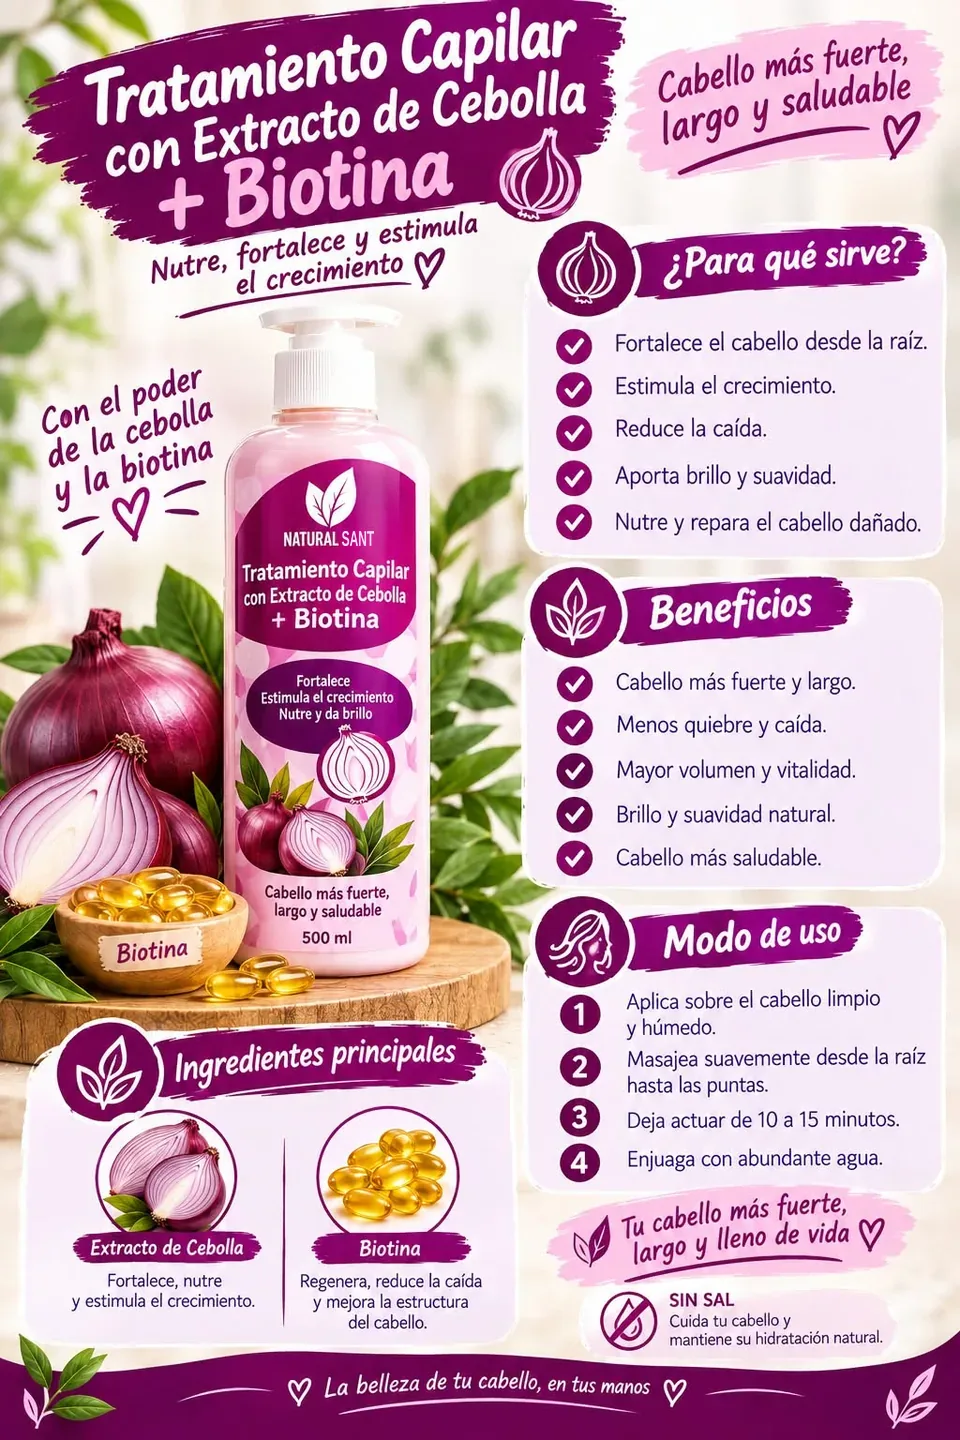 Tratamiento Capilar
con Extracto de Cebolla
+ Biotina
Nutre, fortalece y estimula
el crecimiento
Cabello más fuerte,
largo y saludable
Con el poder
de la cebolla
y la biotina
NATURAL SANT
Tratamiento Capilar
con Extracto de Cebolla
+ Biotina
Fortalece
Estimula el crecimiento
Nutre y da brillo
Cabello más fuerte,
largo y saludable
500 ml
Biotina
¿Para qué sirve?
Fortalece el cabello desde la raíz.
Estimula el crecimiento.
Reduce la caída.
Aporta brillo y suavidad.
Nutre y repara el cabello dañado.
Beneficios
Cabello más fuerte y largo.
Menos quiebre y caída.
Mayor volumen y vitalidad.
Brillo y suavidad natural.
Cabello más saludable.
Modo de uso
1 Aplica sobre el cabello limpio
y húmedo.
2 Masajea suavemente desde la raíz
hasta las puntas.
3 Deja actuar de 10 a 15 minutos.
4 Enjuaga con abundante agua.
Ingredientes principales
Extracto de Cebolla
Fortalece, nutre
y estimula el crecimiento.
Biotina
Regenera, reduce la caída
y mejora la estructura
del cabello.
Tu cabello más fuerte,
largo y lleno de vida
SIN SAL
Cuida tu cabello y
mantiene su hidratación natural.
La belleza de tu cabello, en tus manos